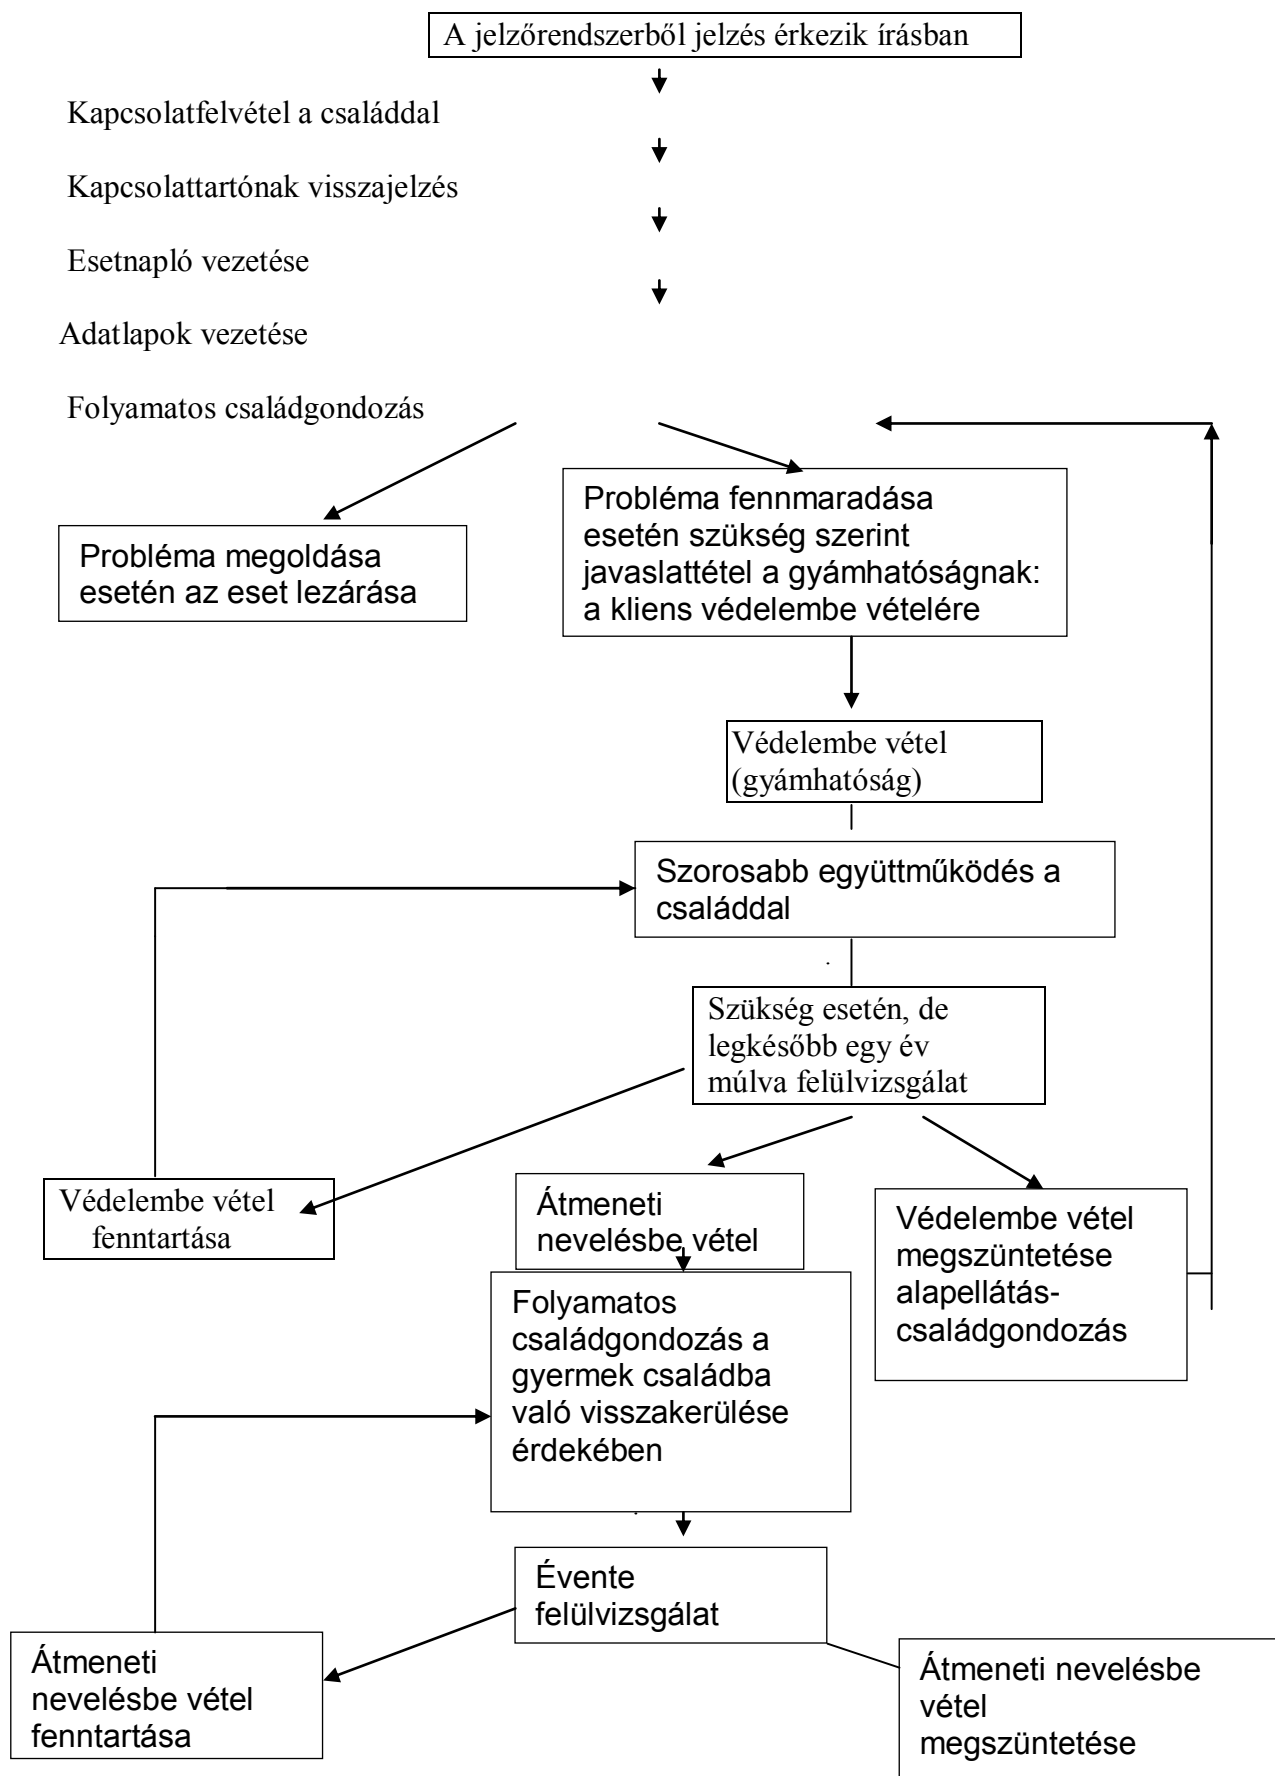 A jelzőrendszerből jelzés érkezik írásban
Kapcsolatfelvétel a családdal
Kapcsolattartónak visszajelzés
Esetnapló vezetése
Adatlapok vezetése
Folyamatos családgondozás
Probléma megoldása
esetén az eset lezárása
Probléma fennmaradása
esetén szükség szerint
javaslattétel a gyámhatóságnak:
a kliens védelembe vételére
Védelembe vétel
(gyámhatóság)
Szorosabb együttműködés a
családdal
Szükség esetén, de
legkésőbb egy év
múlva felülvizsgálat
Védelembe vétel
fenntartása
Átmeneti
nevelésbe vétel
Védelembe vétel
megszüntetése
alapellátás-
családgondozás
Folyamatos
családgondozás a
gyermek családba
való visszakerülése
érdekében
Évente
felülvizsgálat
Átmeneti
nevelésbe vétel
fenntartása
Átmeneti nevelésbe
vétel
megszüntetése